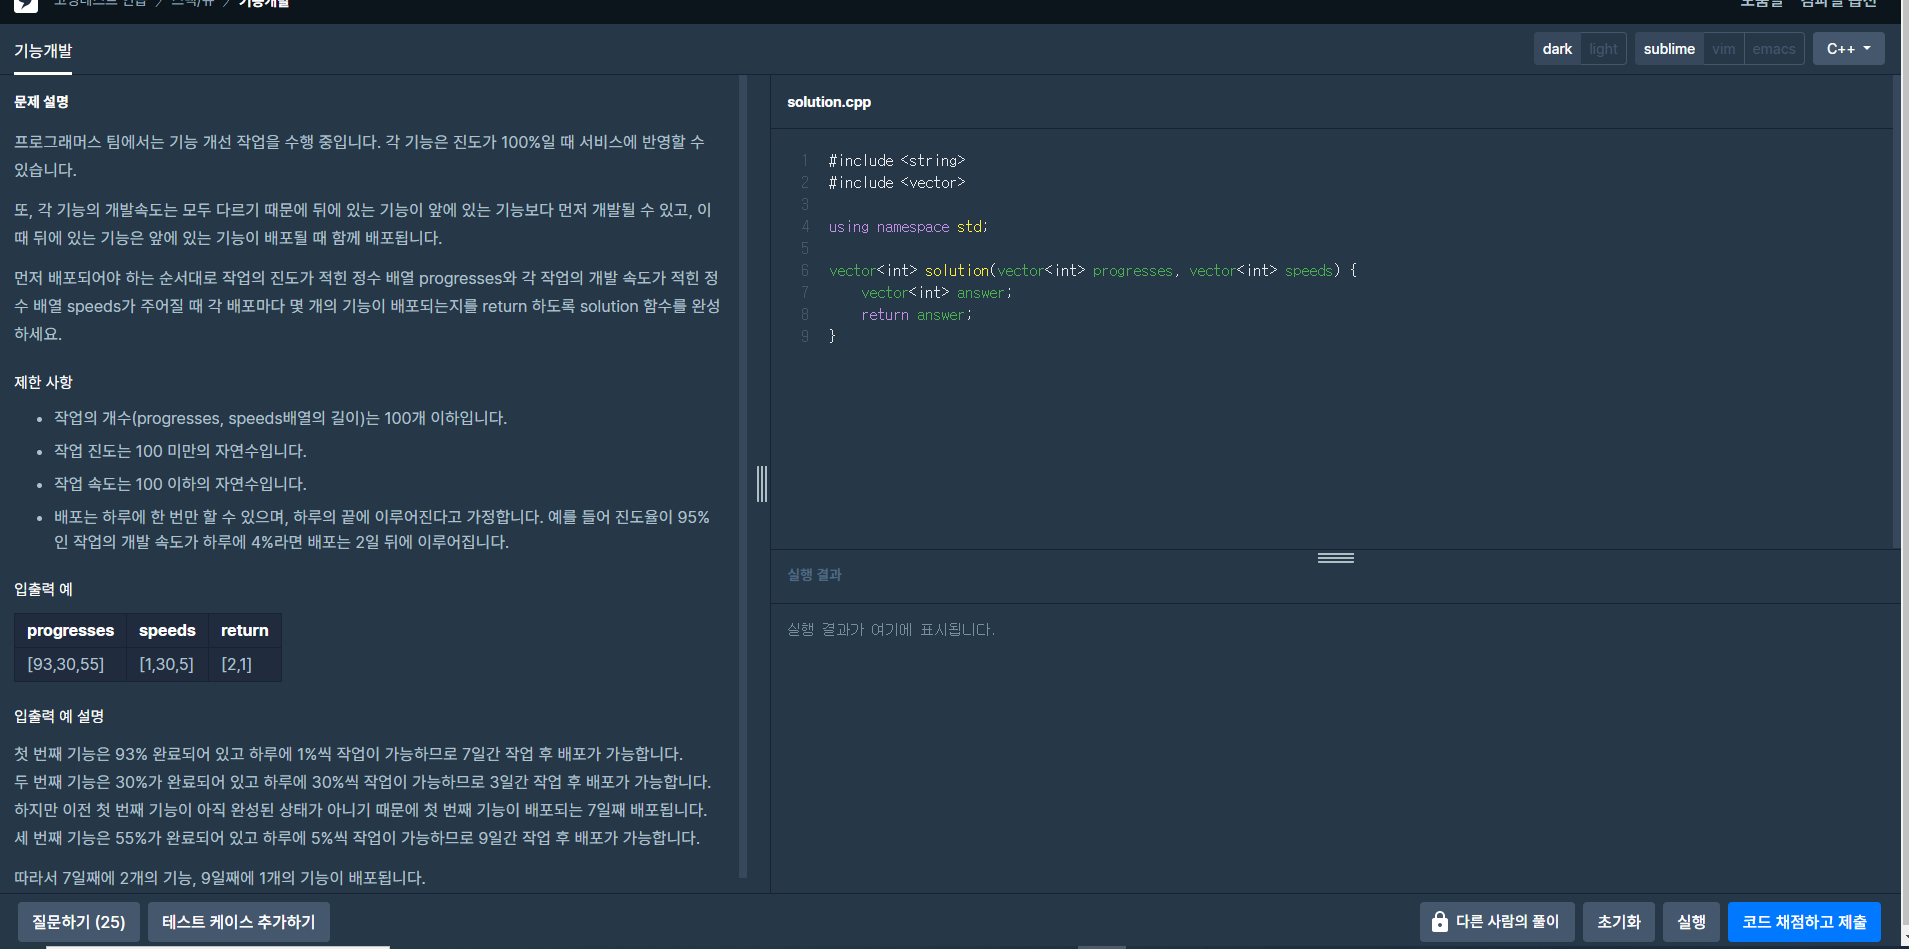 기능개발
도움말 컴파일 옵션
기능개발
dark light sublime vim emacs C++
문제 설명
프로그래머스 팀에서는 기능 개선 작업을 수행 중입니다. 각 기능은 진도가 100%일 때 서비스에 반영할 수
있습니다.
또, 각 기능의 개발속도는 모두 다르기 때문에 뒤에 있는 기능이 앞에 있는 기능보다 먼저 개발될 수 있고, 이
때 뒤에 있는 기능은 앞에 있는 기능이 배포될 때 함께 배포됩니다.
먼저 배포되어야 하는 순서대로 작업의 진도가 적힌 정수 배열 progresses와 각 작업의 개발 속도가 적힌 정
수 배열 speeds가 주어질 때 각 배포마다 몇 개의 기능이 배포되는지를 return 하도록 solution 함수를 완성
하세요.
제한 사항
• 작업의 개수(progresses, speeds배열의 길이)는 100개 이하입니다.
• 작업 진도는 100 미만의 자연수입니다.
• 작업 속도는 100 이하의 자연수입니다.
• 배포는 하루에 한 번만 할 수 있으며, 하루의 끝에 이루어진다고 가정합니다. 예를 들어 진도율이 95%
인 작업의 개발 속도가 하루에 4%라면 배포는 2일 뒤에 이루어집니다.
입출력 예
progresses speeds return
[93,30,55] [1,30,5] [2,1]
입출력 예 설명
첫 번째 기능은 93% 완료되어 있고 하루에 1%씩 작업이 가능하므로 7일간 작업 후 배포가 가능합니다.
두 번째 기능은 30%가 완료되어 있고 하루에 30%씩 작업이 가능하므로 3일간 작업 후 배포가 가능합니다.
하지만 이전 첫 번째 기능이 아직 완성된 상태가 아니기 때문에 첫 번째 기능이 배포되는 7일째 배포됩니다.
세 번째 기능은 55%가 완료되어 있고 하루에 5%씩 작업이 가능하므로 9일간 작업 후 배포가 가능합니다.
따라서 7일째에 2개의 기능, 9일째에 1개의 기능이 배포됩니다.
solution.cpp
1 #include <string>
2 #include <vector>
3
4 using namespace std;
5
6 vector<int> solution(vector<int> progresses, vector<int> speeds) {
7 vector<int> answer;
8 return answer;
9 }
실행 결과
실행 결과가 여기에 표시됩니다.
질문하기 (25) 테스트 케이스 추가하기 다른 사람의 풀이 초기화 실행 코드 채점하고 제출